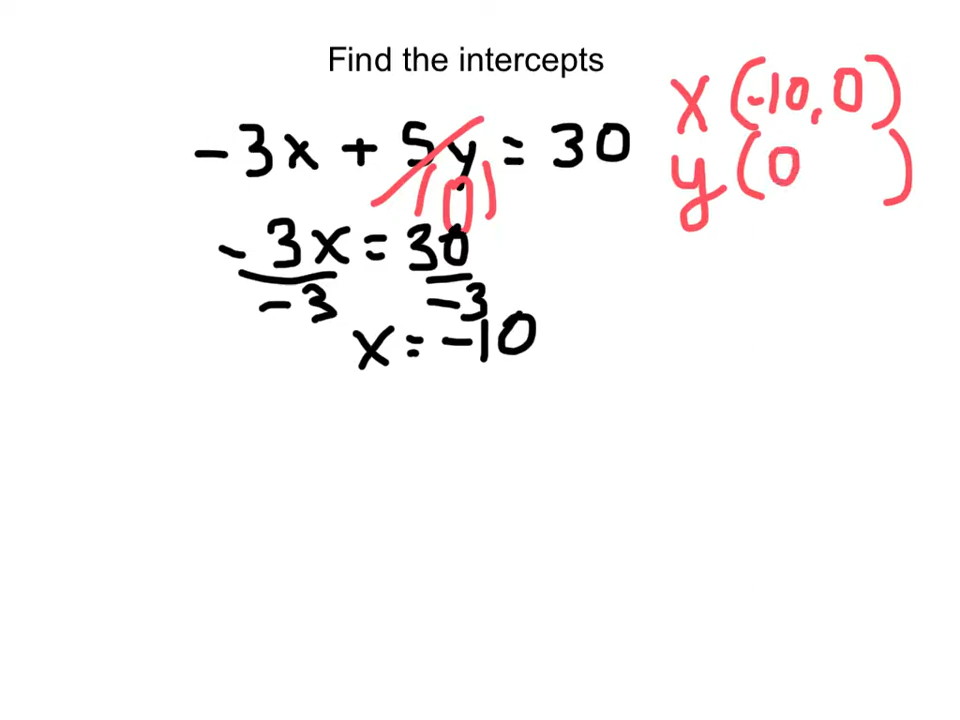 Find the intercepts
-3x + 5y = 30
(0)
x (-10, 0)
y (0 )
-3x = 30
-3 -3
x = -10